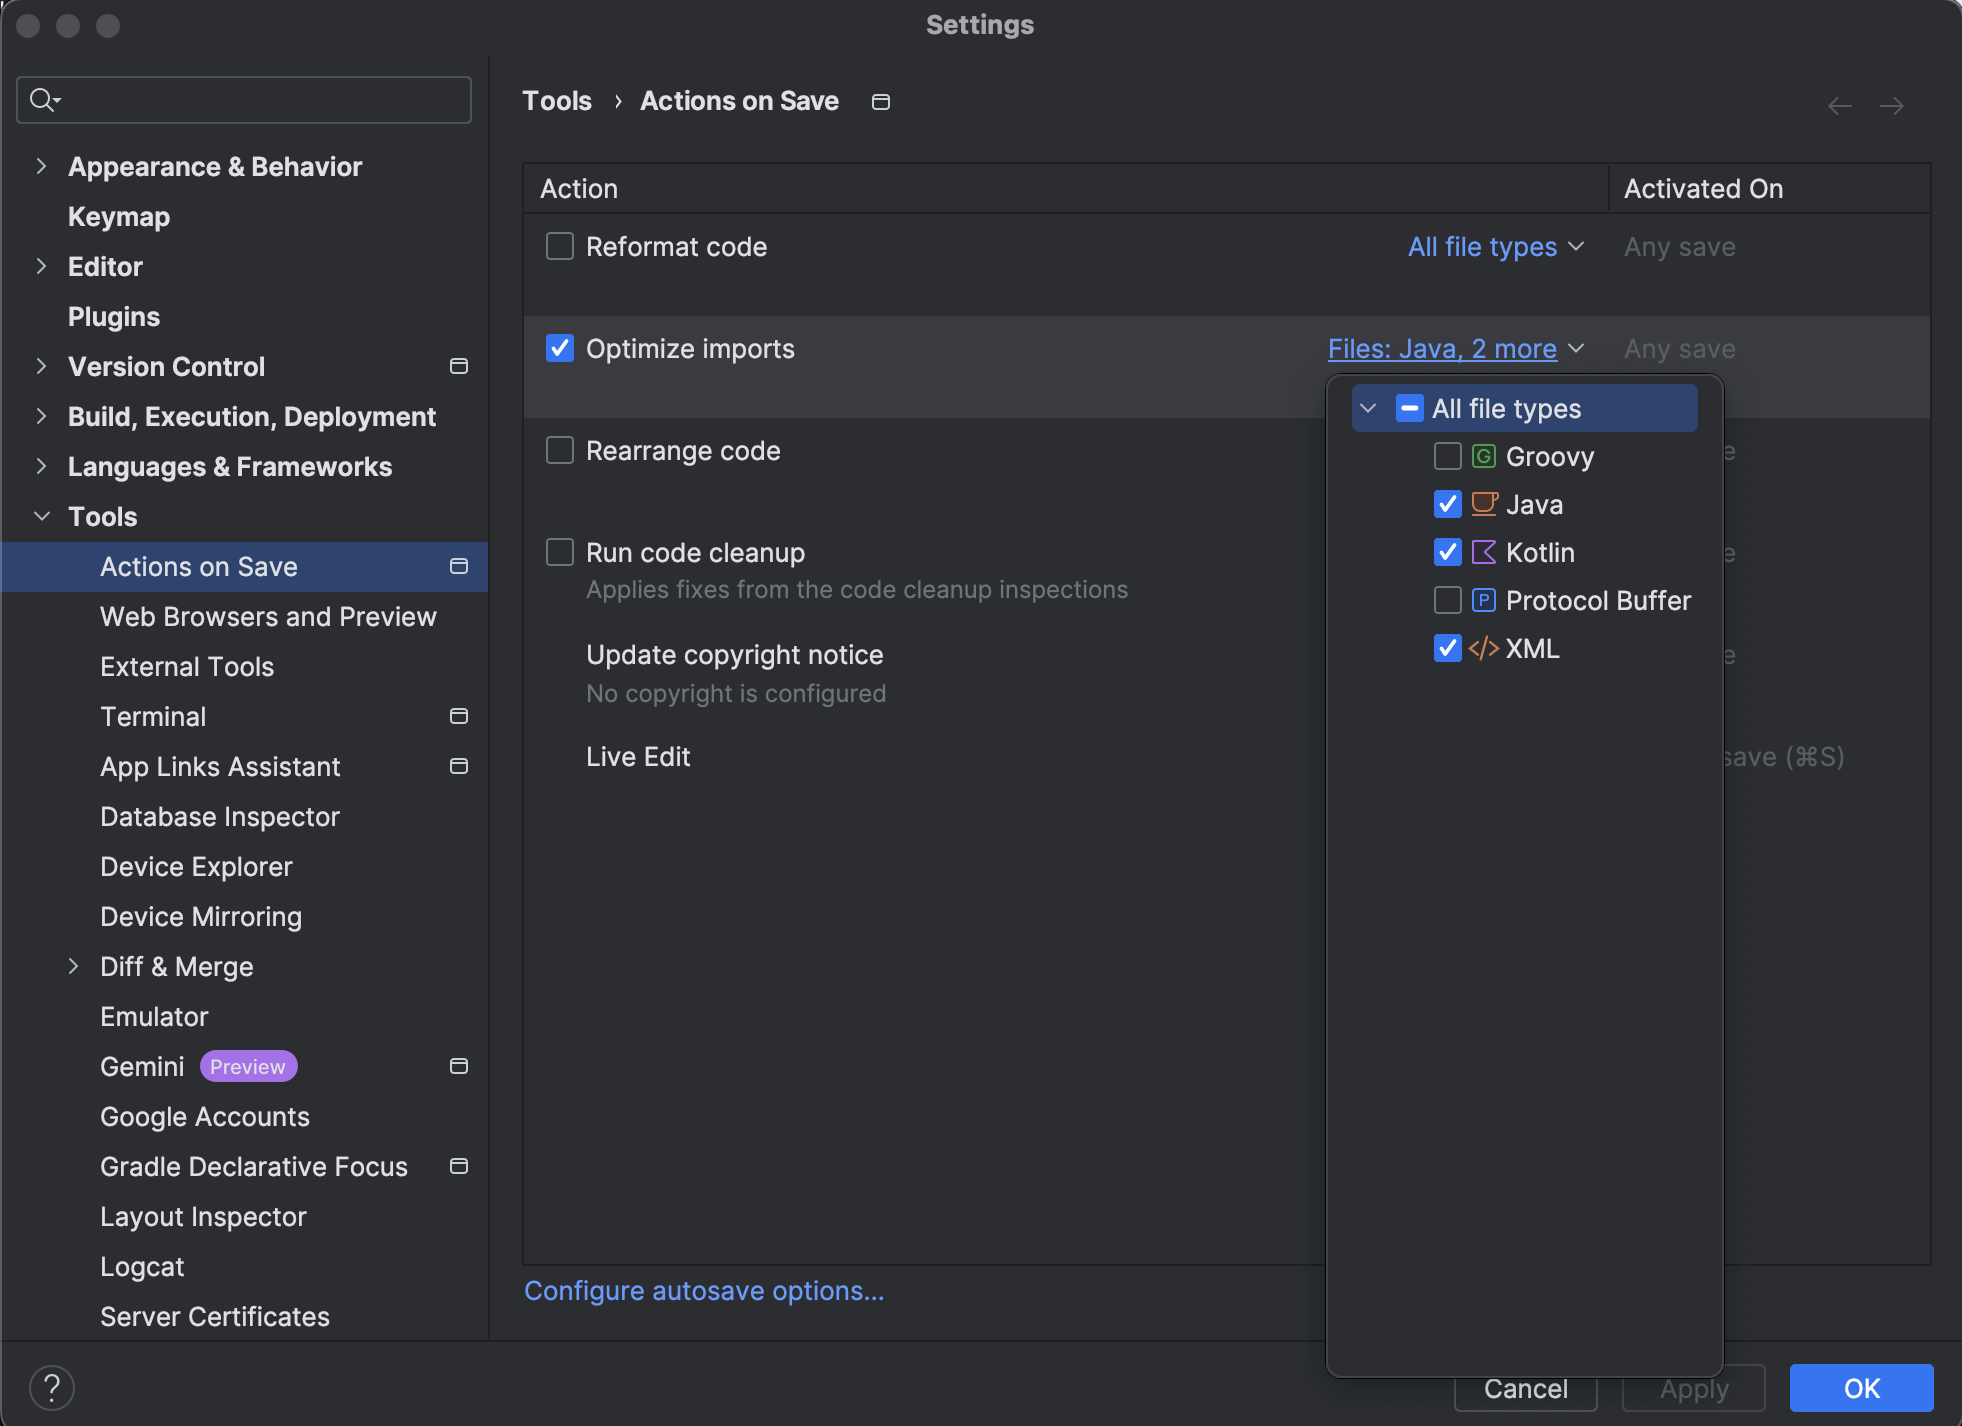 Settings
Tools › Actions on Save
Appearance & Behavior
Keymap
Editor
Plugins
Version Control
Build, Execution, Deployment
Languages & Frameworks
Tools
Actions on Save
Web Browsers and Preview
External Tools
Terminal
App Links Assistant
Database Inspector
Device Explorer
Device Mirroring
Diff & Merge
Emulator
Gemini Preview
Google Accounts
Gradle Declarative Focus
Layout Inspector
Logcat
Server Certificates
Action Activated On
Reformat code All file types Any save
Optimize imports Files: Java, 2 more Any save
Rearrange code
Run code cleanup
Applies fixes from the code cleanup inspections
Update copyright notice
No copyright is configured
Live Edit save (⌘S)
All file types
G Groovy
Java
Kotlin
P Protocol Buffer
</> XML
Configure autosave options...
? Cancel Apply OK